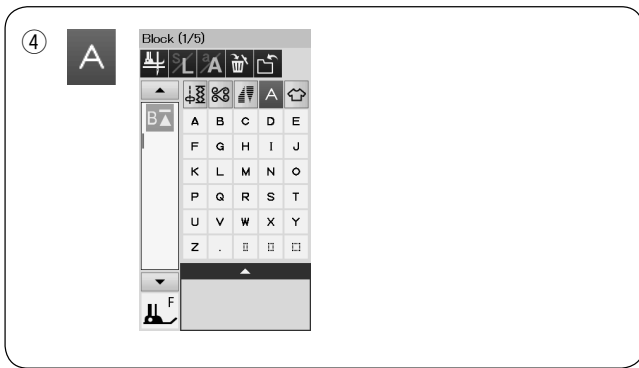 ④ A
Block (1/5)
S/L a/A
A
B
A B C D E
F G H I J
K L M N O
P Q R S T
U V W X Y
Z .
F